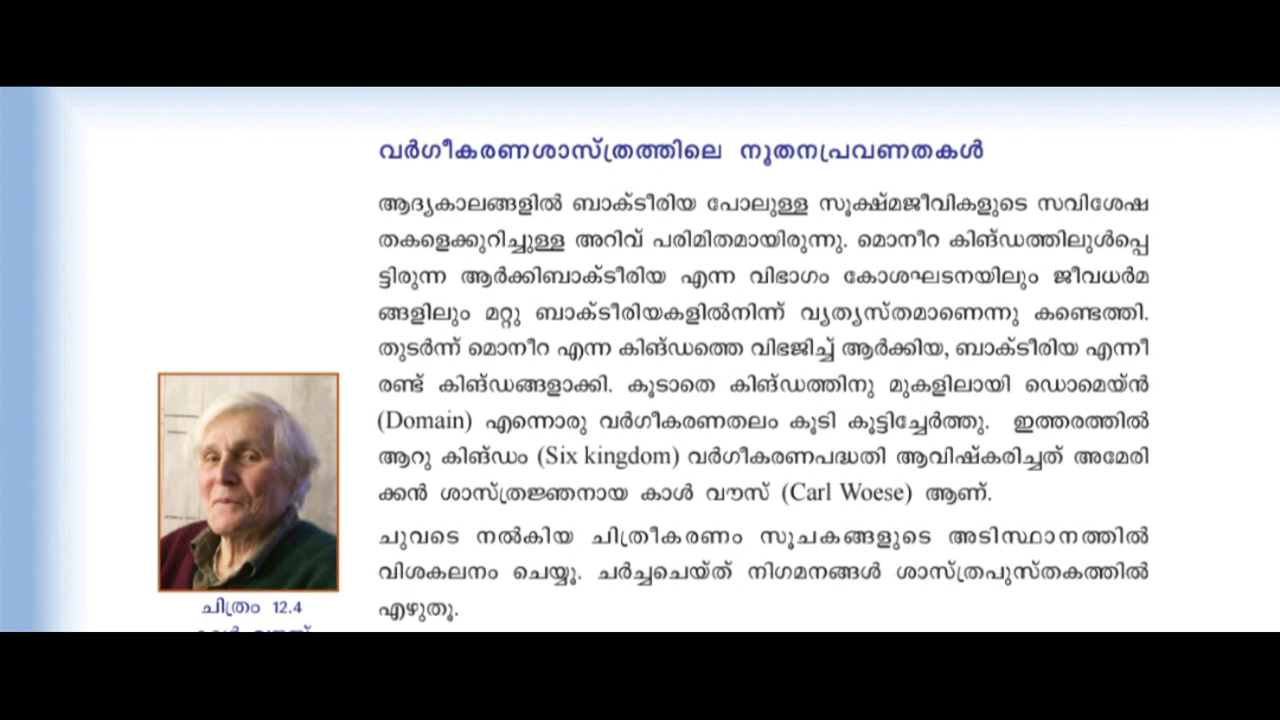 വർഗീകരണശാസ്ത്രത്തിലെ നൂതനപ്രവണതകൾ
ആദ്യകാലങ്ങളിൽ ബാക്ടീരിയ പോലുള്ള സൂക്ഷ്മജീവികളുടെ സവിശേഷ
തകളെക്കുറിച്ചുള്ള അറിവ് പരിമിതമായിരുന്നു. മൊനീറ കിങ്ഡത്തിലുൾപ്പെ
ട്ടിരുന്ന ആർക്കിബാക്ടീരിയ എന്ന വിഭാഗം കോശഘടനയിലും ജീവധർമ
ങ്ങളിലും മറ്റു ബാക്ടീരിയകളിൽനിന്ന് വ്യത്യസ്തമാണെന്നു കണ്ടെത്തി.
തുടർന്ന് മൊനീറ എന്ന കിങ്ഡത്തെ വിഭജിച്ച് ആർക്കിയ, ബാക്ടീരിയ എന്നീ
രണ്ട് കിങ്ഡങ്ങളാക്കി. കൂടാതെ കിങ്ഡത്തിനു മുകളിലായി ഡൊമെയ്ൻ
(Domain) എന്നൊരു വർഗീകരണതലം കൂടി കൂട്ടിച്ചേർത്തു. ഇത്തരത്തിൽ
ആറു കിങ്ഡം (Six kingdom) വർഗീകരണപദ്ധതി ആവിഷ്കരിച്ചത് അമേരി
ക്കൻ ശാസ്ത്രജ്ഞനായ കാൾ വൗസ് (Carl Woese) ആണ്.
ചുവടെ നൽകിയ ചിത്രീകരണം സൂചകങ്ങളുടെ അടിസ്ഥാനത്തിൽ
വിശകലനം ചെയ്യൂ. ചർച്ചചെയ്ത് നിഗമനങ്ങൾ ശാസ്ത്രപുസ്തകത്തിൽ
എഴുതൂ.
ചിത്രം 12.4